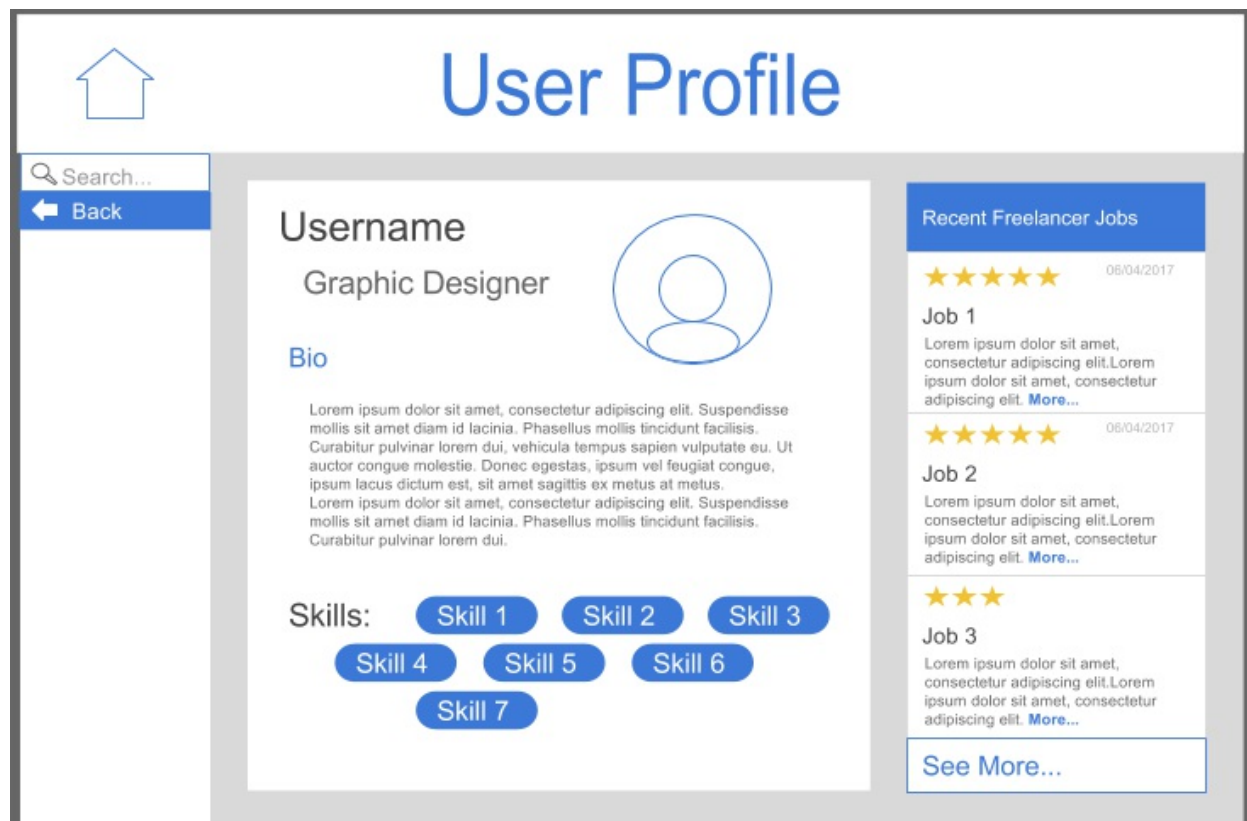 User Profile
Search...
Back
Username
Graphic Designer
Bio
Lorem ipsum dolor sit amet, consectetur adipiscing elit. Suspendisse
mollis sit amet diam id lacinia. Phasellus mollis tincidunt facilisis.
Curabitur pulvinar lorem dui, vehicula tempus sapien vulputate eu. Ut
auctor congue molestie. Donec egestas, ipsum vel feugiat congue,
ipsum lacus dictum est, sit amet sagittis ex metus at metus.
Lorem ipsum dolor sit amet, consectetur adipiscing elit. Suspendisse
mollis sit amet diam id lacinia. Phasellus mollis tincidunt facilisis.
Curabitur pulvinar lorem dui.
Skills: Skill 1 Skill 2 Skill 3
Skill 4 Skill 5 Skill 6
Skill 7
Recent Freelancer Jobs
06/04/2017
Job 1
Lorem ipsum dolor sit amet,
consectetur adipiscing elit.Lorem
ipsum dolor sit amet, consectetur
adipiscing elit. More...
06/04/2017
Job 2
Lorem ipsum dolor sit amet,
consectetur adipiscing elit.Lorem
ipsum dolor sit amet, consectetur
adipiscing elit. More...
Job 3
Lorem ipsum dolor sit amet,
consectetur adipiscing elit.Lorem
ipsum dolor sit amet, consectetur
adipiscing elit. More...
See More...